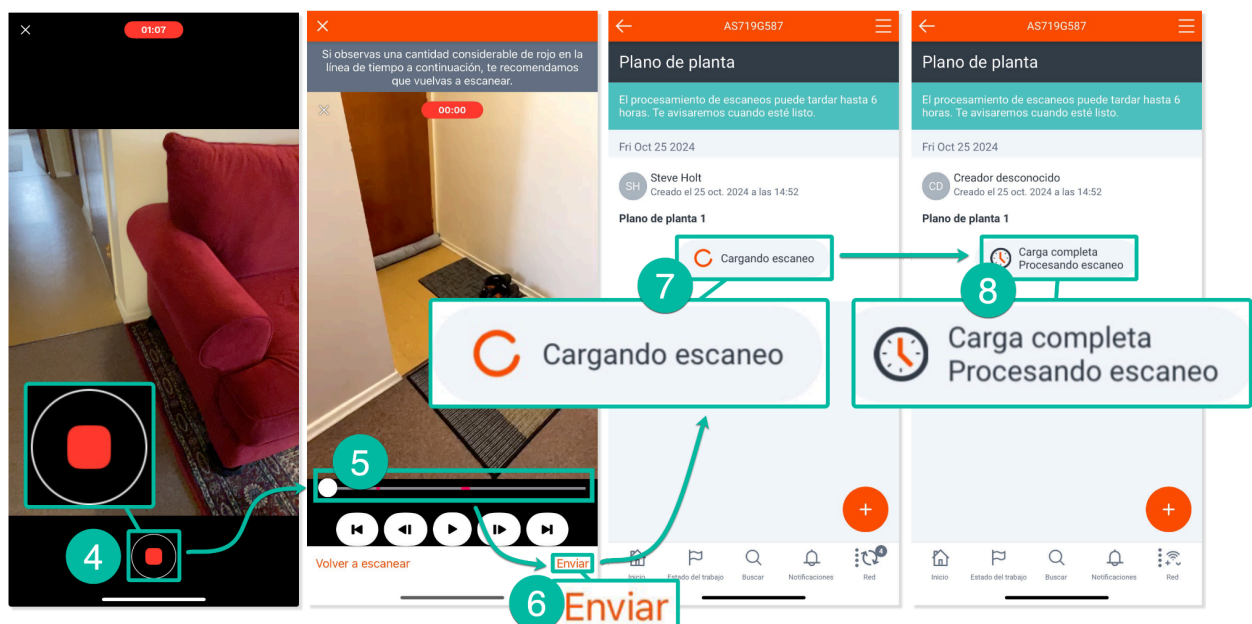 01:07
4
Si observas una cantidad considerable de rojo en la
línea de tiempo a continuación, te recomendamos
que vuelvas a escanear.
00:00
5
Volver a escanear
Enviar
6
Enviar
AS719G587
Plano de planta
El procesamiento de escaneos puede tardar hasta 6
horas. Te avisaremos cuando esté listo.
Fri Oct 25 2024
SH
Steve Holt
Creado el 25 oct. 2024 a las 14:52
Plano de planta 1
Cargando escaneo
7
Cargando escaneo
+
4
Inicio
Estado del trabajo
Buscar
Notificaciones
Red
AS719G587
Plano de planta
El procesamiento de escaneos puede tardar hasta 6
horas. Te avisaremos cuando esté listo.
Fri Oct 25 2024
CD
Creador desconocido
Creado el 25 oct. 2024 a las 14:52
Plano de planta 1
Carga completa
Procesando escaneo
8
Carga completa
Procesando escaneo
+
Inicio
Estado del trabajo
Buscar
Notificaciones
Red